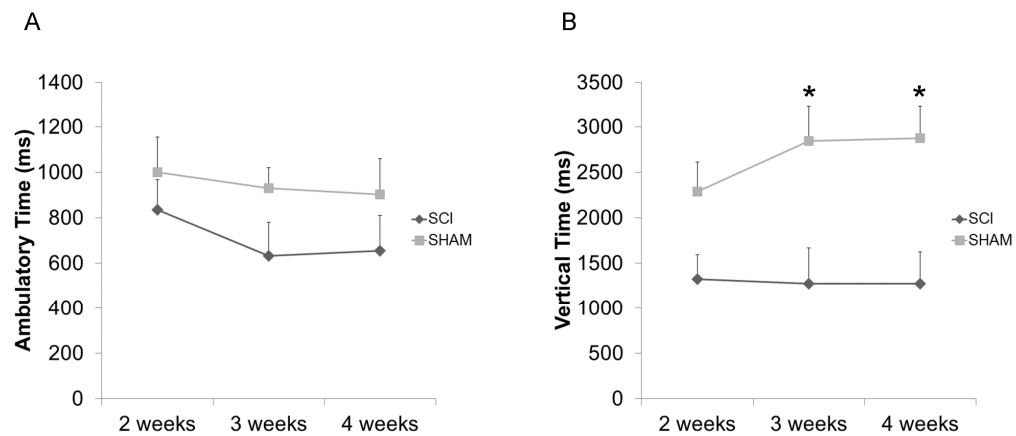 A
Ambulatory Time (ms)
1400
1200
1000
800
600
400
200
0
2 weeks 3 weeks 4 weeks
SCI
SHAM
B
Vertical Time (ms)
3500
3000
2500
2000
1500
1000
500
0
* *
2 weeks 3 weeks 4 weeks
SCI
SHAM